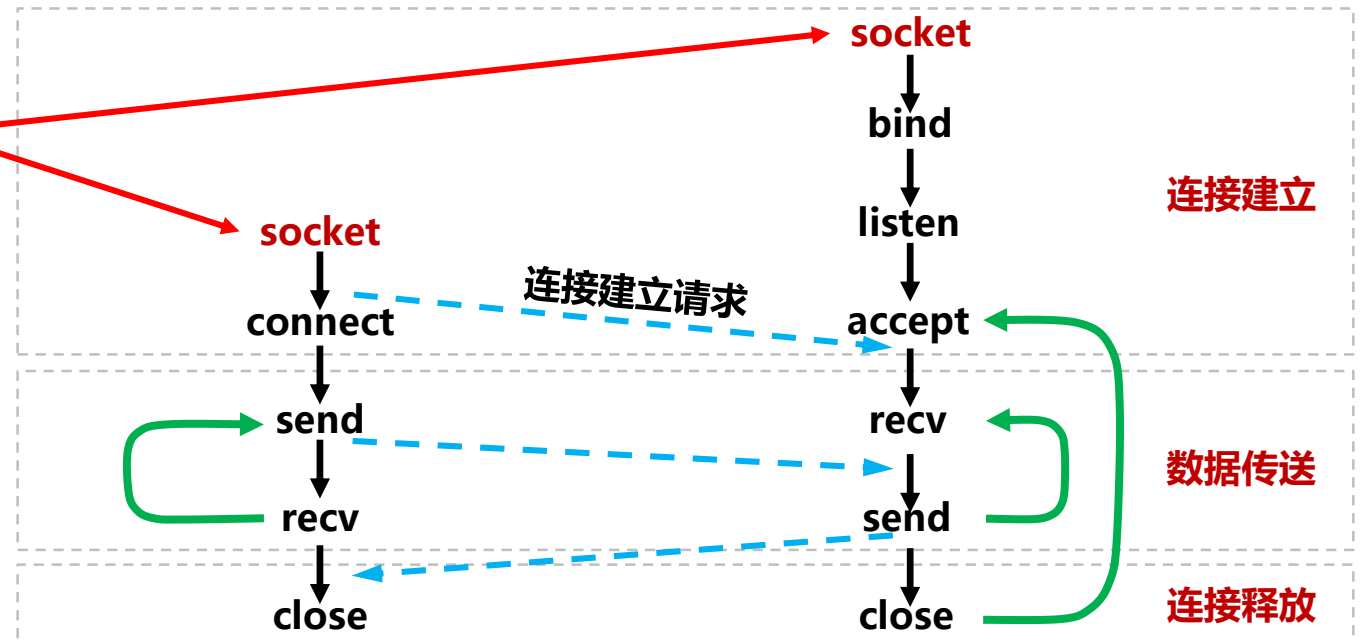 socket
bind
连接建立
listen
socket
连接建立请求
connect
accept
send
recv
数据传送
recv
send
close
close
连接释放